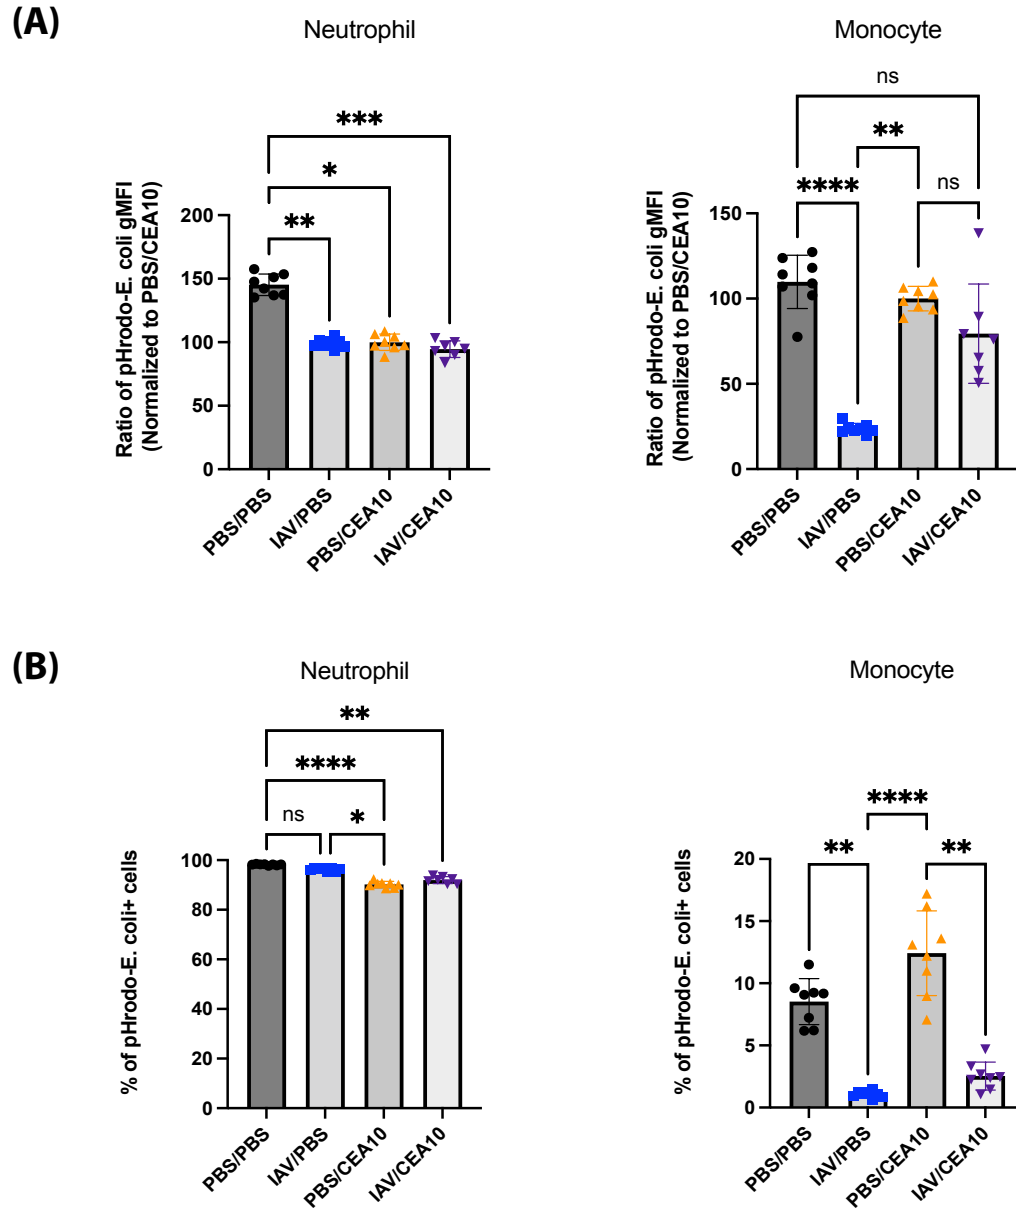 (A)
Neutrophil
Monocyte
ns
***
**
*
****
ns
**
Ratio of pHrodo-E. coli gMFI
(Normalized to PBS/CEA10)
200
150
100
50
0
PBS/PBS
IAV/PBS
PBS/CEA10
IAV/CEA10
Ratio of pHrodo-E. coli gMFI
(Normalized to PBS/CEA10)
150
100
50
0
PBS/PBS
IAV/PBS
PBS/CEA10
IAV/CEA10
(B)
Neutrophil
Monocyte
**
****
ns
*
****
**
**
% of pHrodo-E. coli+ cells
100
80
60
40
20
0
PBS/PBS
IAV/PBS
PBS/CEA10
IAV/CEA10
% of pHrodo-E. coli+ cells
20
15
10
5
0
PBS/PBS
IAV/PBS
PBS/CEA10
IAV/CEA10